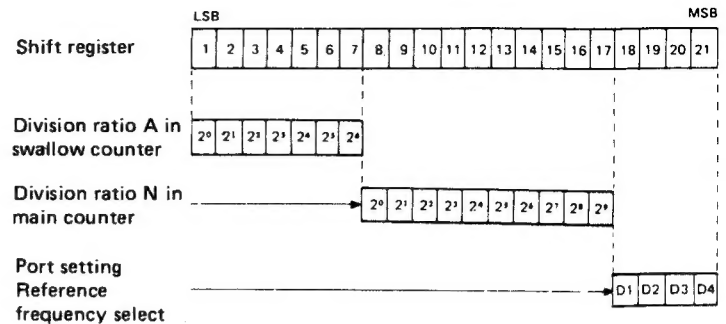 LSB MSB
Shift register 1 2 3 4 5 6 7 8 9 10 11 12 13 14 15 16 17 18 19 20 21
Division ratio A in
swallow counter
2⁰ 2¹ 2² 2³ 2⁴ 2⁵ 2⁶
Division ratio N in
main counter
2⁰ 2¹ 2² 2³ 2⁴ 2⁵ 2⁶ 2⁷ 2⁸ 2⁹
Port setting
Reference
frequency select
D1 D2 D3 D4